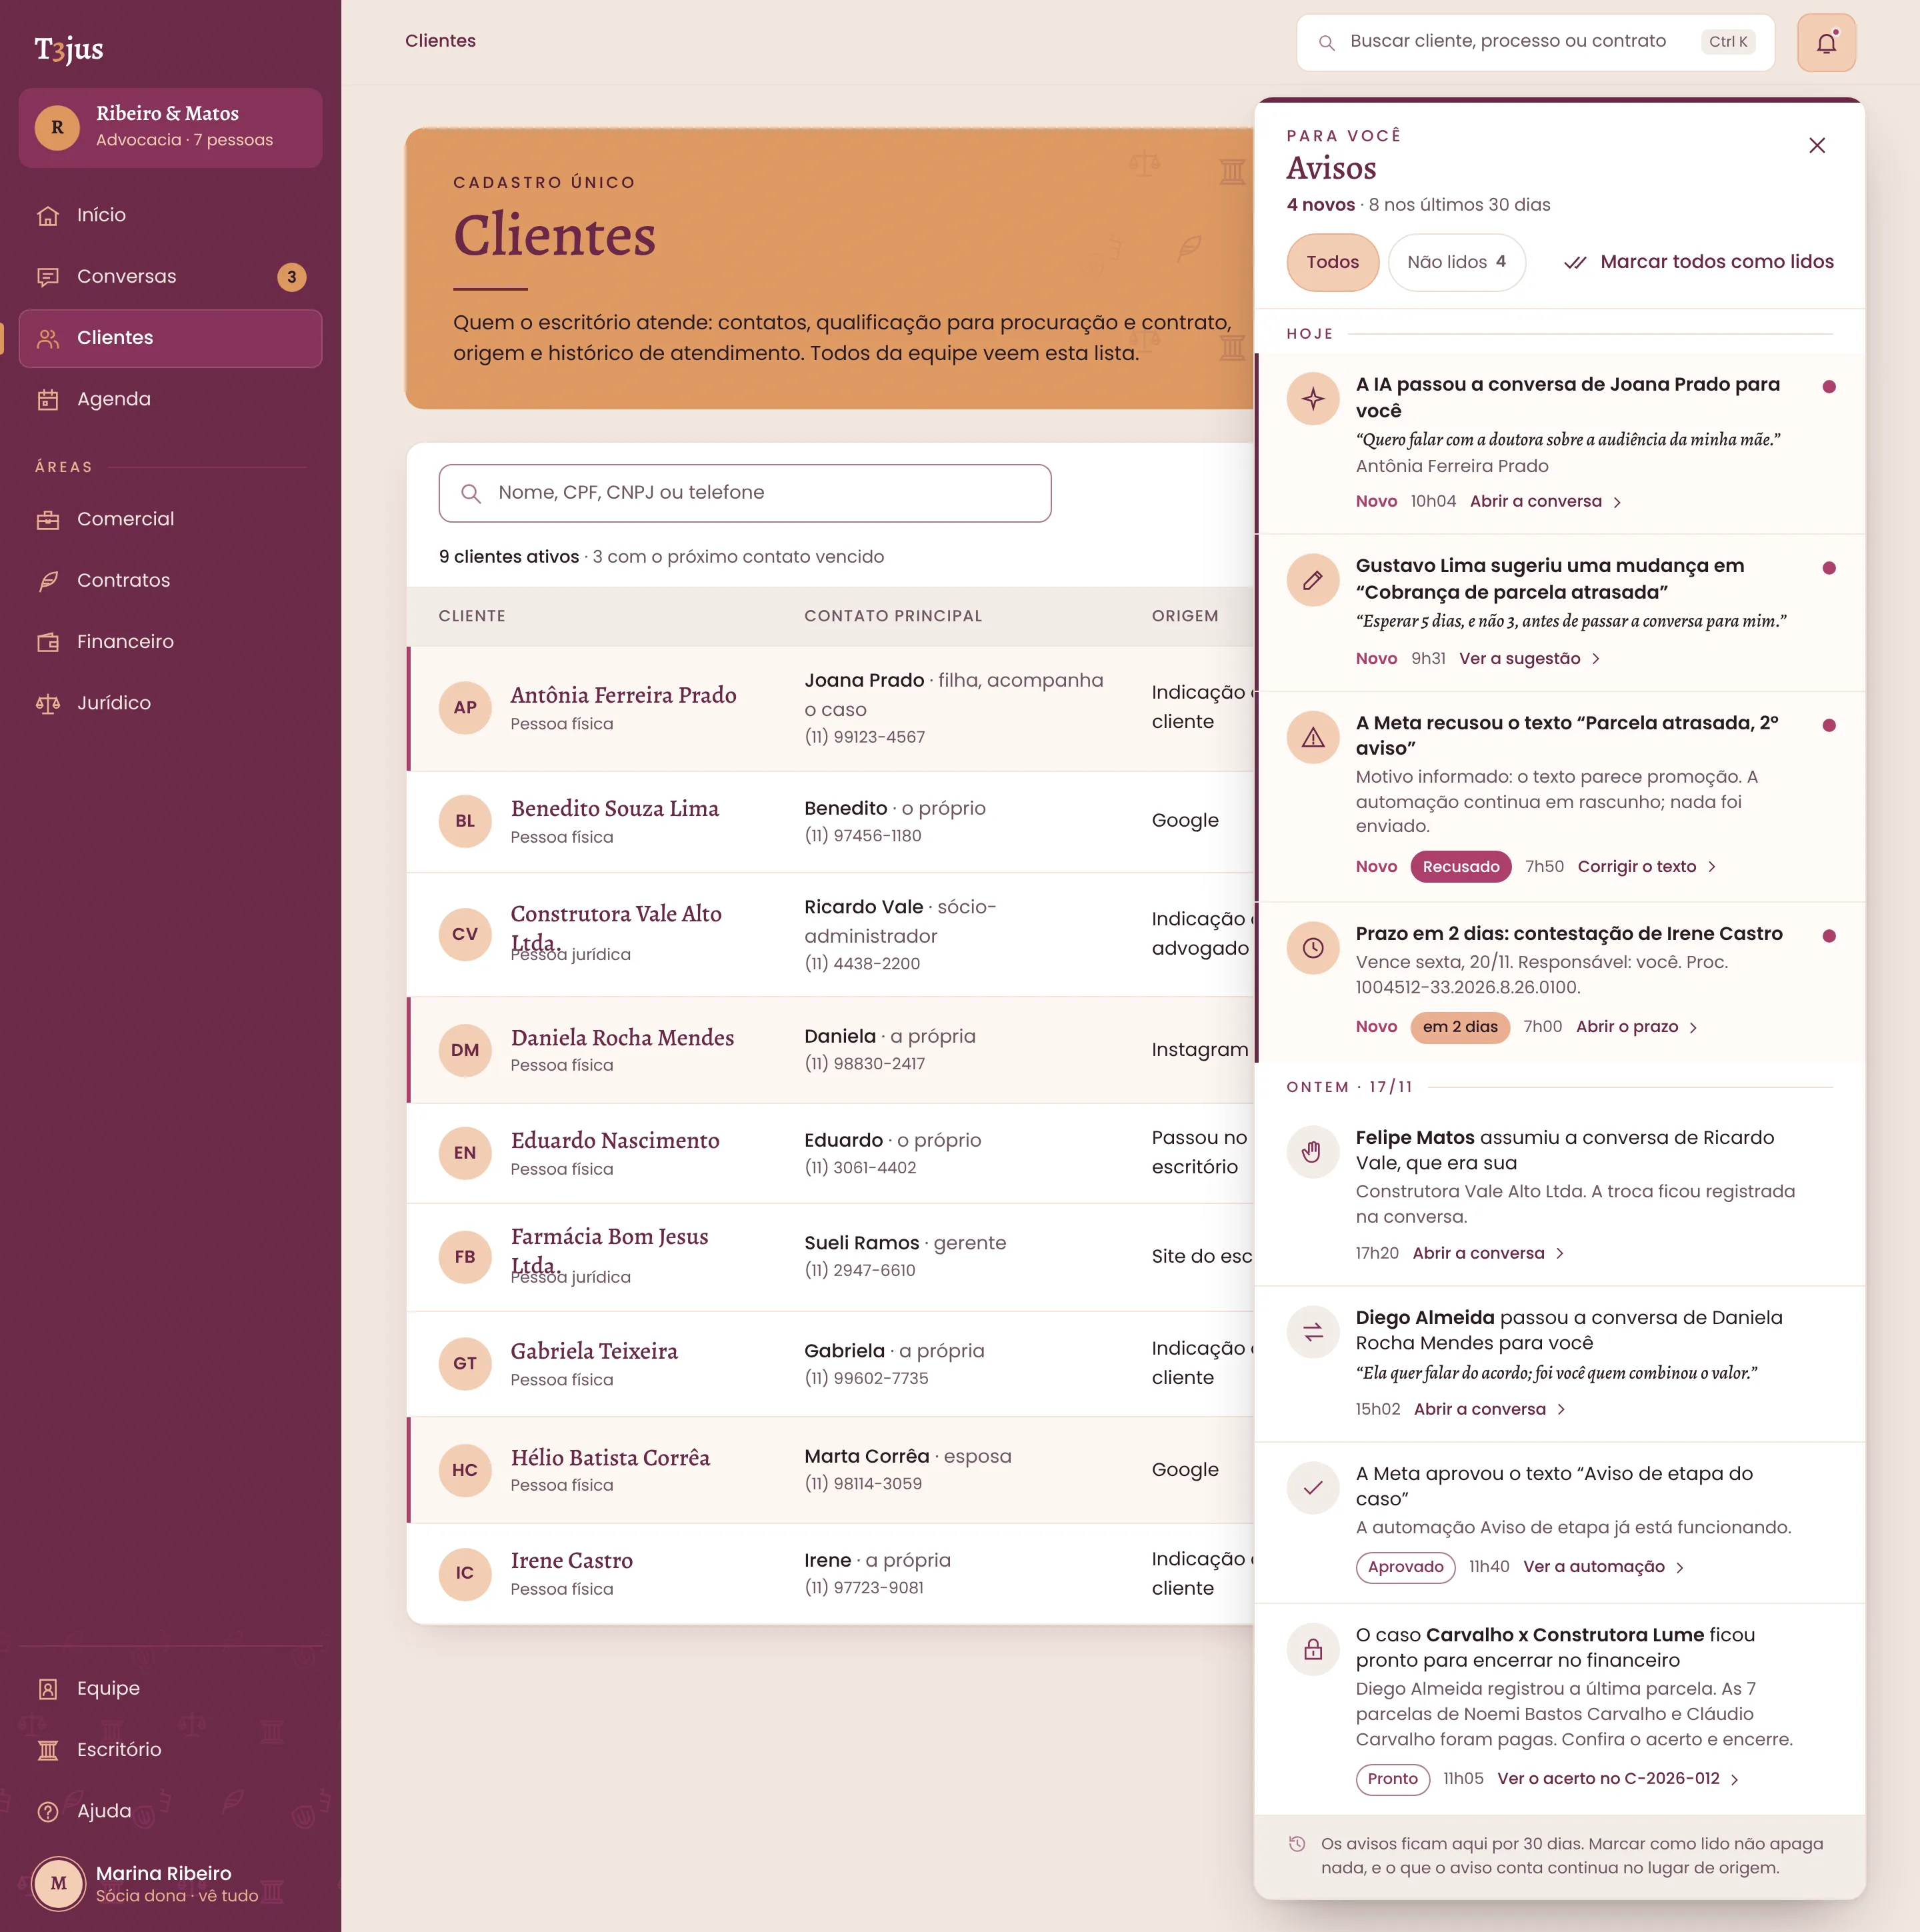 T3jus
R
Ribeiro & Matos
Advocacia · 7 pessoas
Início
Conversas
3
Clientes
Agenda
ÁREAS
Comercial
Contratos
Financeiro
Jurídico
Equipe
Escritório
Ajuda
M
Marina Ribeiro
Sócia dona · vê tudo
Clientes
Buscar cliente, processo ou contrato
Ctrl K
CADASTRO ÚNICO
Clientes
Quem o escritório atende: contatos, qualificação para procuração e contrato,
origem e histórico de atendimento. Todos da equipe veem esta lista.
Nome, CPF, CNPJ ou telefone
9 clientes ativos · 3 com o próximo contato vencido
CLIENTE
CONTATO PRINCIPAL
ORIGEM
AP
Antônia Ferreira Prado
Pessoa física
Joana Prado · filha, acompanha
o caso
(11) 99123-4567
Indicação
cliente
BL
Benedito Souza Lima
Pessoa física
Benedito · o próprio
(11) 97456-1180
Google
CV
Construtora Vale Alto
Ltda.
Pessoa jurídica
Ricardo Vale · sócio-
administrador
(11) 4438-2200
Indicação
advogado
DM
Daniela Rocha Mendes
Pessoa física
Daniela · a própria
(11) 98830-2417
Instagram
EN
Eduardo Nascimento
Pessoa física
Eduardo · o próprio
(11) 3061-4402
Passou no
escritório
FB
Farmácia Bom Jesus
Ltda.
Pessoa jurídica
Sueli Ramos · gerente
(11) 2947-6610
Site do esc
GT
Gabriela Teixeira
Pessoa física
Gabriela · a própria
(11) 99602-7735
Indicação
cliente
HC
Hélio Batista Corrêa
Pessoa física
Marta Corrêa · esposa
(11) 98114-3059
Google
IC
Irene Castro
Pessoa física
Irene · a própria
(11) 97723-9081
Indicação
cliente
PARA VOCÊ
Avisos
4 novos · 8 nos últimos 30 dias
Todos
Não lidos 4
Marcar todos como lidos
HOJE
A IA passou a conversa de Joana Prado para
você
“Quero falar com a doutora sobre a audiência da minha mãe.”
Antônia Ferreira Prado
Novo 10h04 Abrir a conversa
Gustavo Lima sugeriu uma mudança em
“Cobrança de parcela atrasada”
“Esperar 5 dias, e não 3, antes de passar a conversa para mim.”
Novo 9h31 Ver a sugestão
A Meta recusou o texto “Parcela atrasada, 2º
aviso”
Motivo informado: o texto parece promoção. A
automação continua em rascunho; nada foi
enviado.
Novo Recusado 7h50 Corrigir o texto
Prazo em 2 dias: contestação de Irene Castro
Vence sexta, 20/11. Responsável: você. Proc.
1004512-33.2026.8.26.0100.
Novo em 2 dias 7h00 Abrir o prazo
ONTEM · 17/11
Felipe Matos assumiu a conversa de Ricardo
Vale, que era sua
Construtora Vale Alto Ltda. A troca ficou registrada
na conversa.
17h20 Abrir a conversa
Diego Almeida passou a conversa de Daniela
Rocha Mendes para você
“Ela quer falar do acordo; foi você quem combinou o valor.”
15h02 Abrir a conversa
A Meta aprovou o texto “Aviso de etapa do
caso”
A automação Aviso de etapa já está funcionando.
Aprovado 11h40 Ver a automação
O caso Carvalho x Construtora Lume ficou
pronto para encerrar no financeiro
Diego Almeida registrou a última parcela. As 7
parcelas de Noemi Bastos Carvalho e Cláudio
Carvalho foram pagas. Confira o acerto e encerre.
Pronto 11h05 Ver o acerto no C-2026-012
Os avisos ficam aqui por 30 dias. Marcar como lido não apaga
nada, e o que o aviso conta continua no lugar de origem.